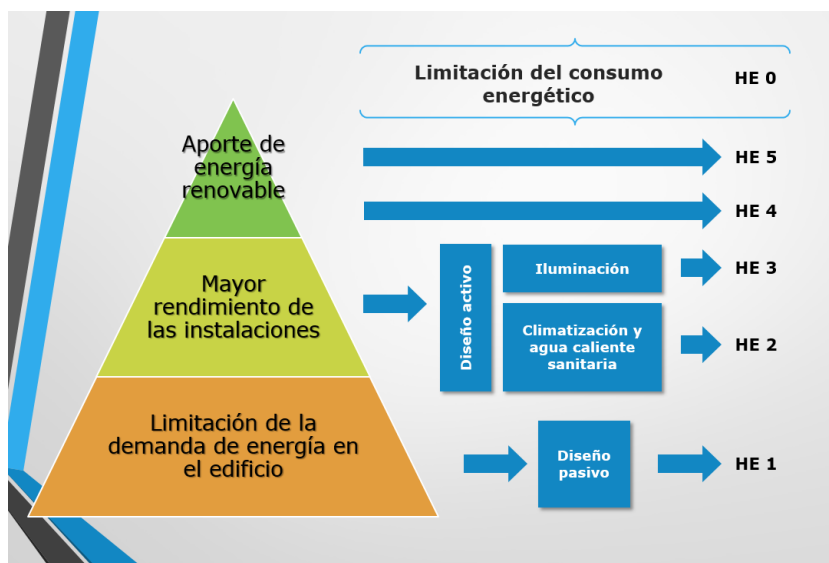 Limitación del consumo
energético
HE 0
Aporte de
energía
renovable
HE 5
HE 4
Mayor
rendimiento de
las instalaciones
Diseño activo
Iluminación
HE 3
Climatización y
agua caliente
sanitaria
HE 2
Limitación de la
demanda de energía en
el edificio
Diseño
pasivo
HE 1